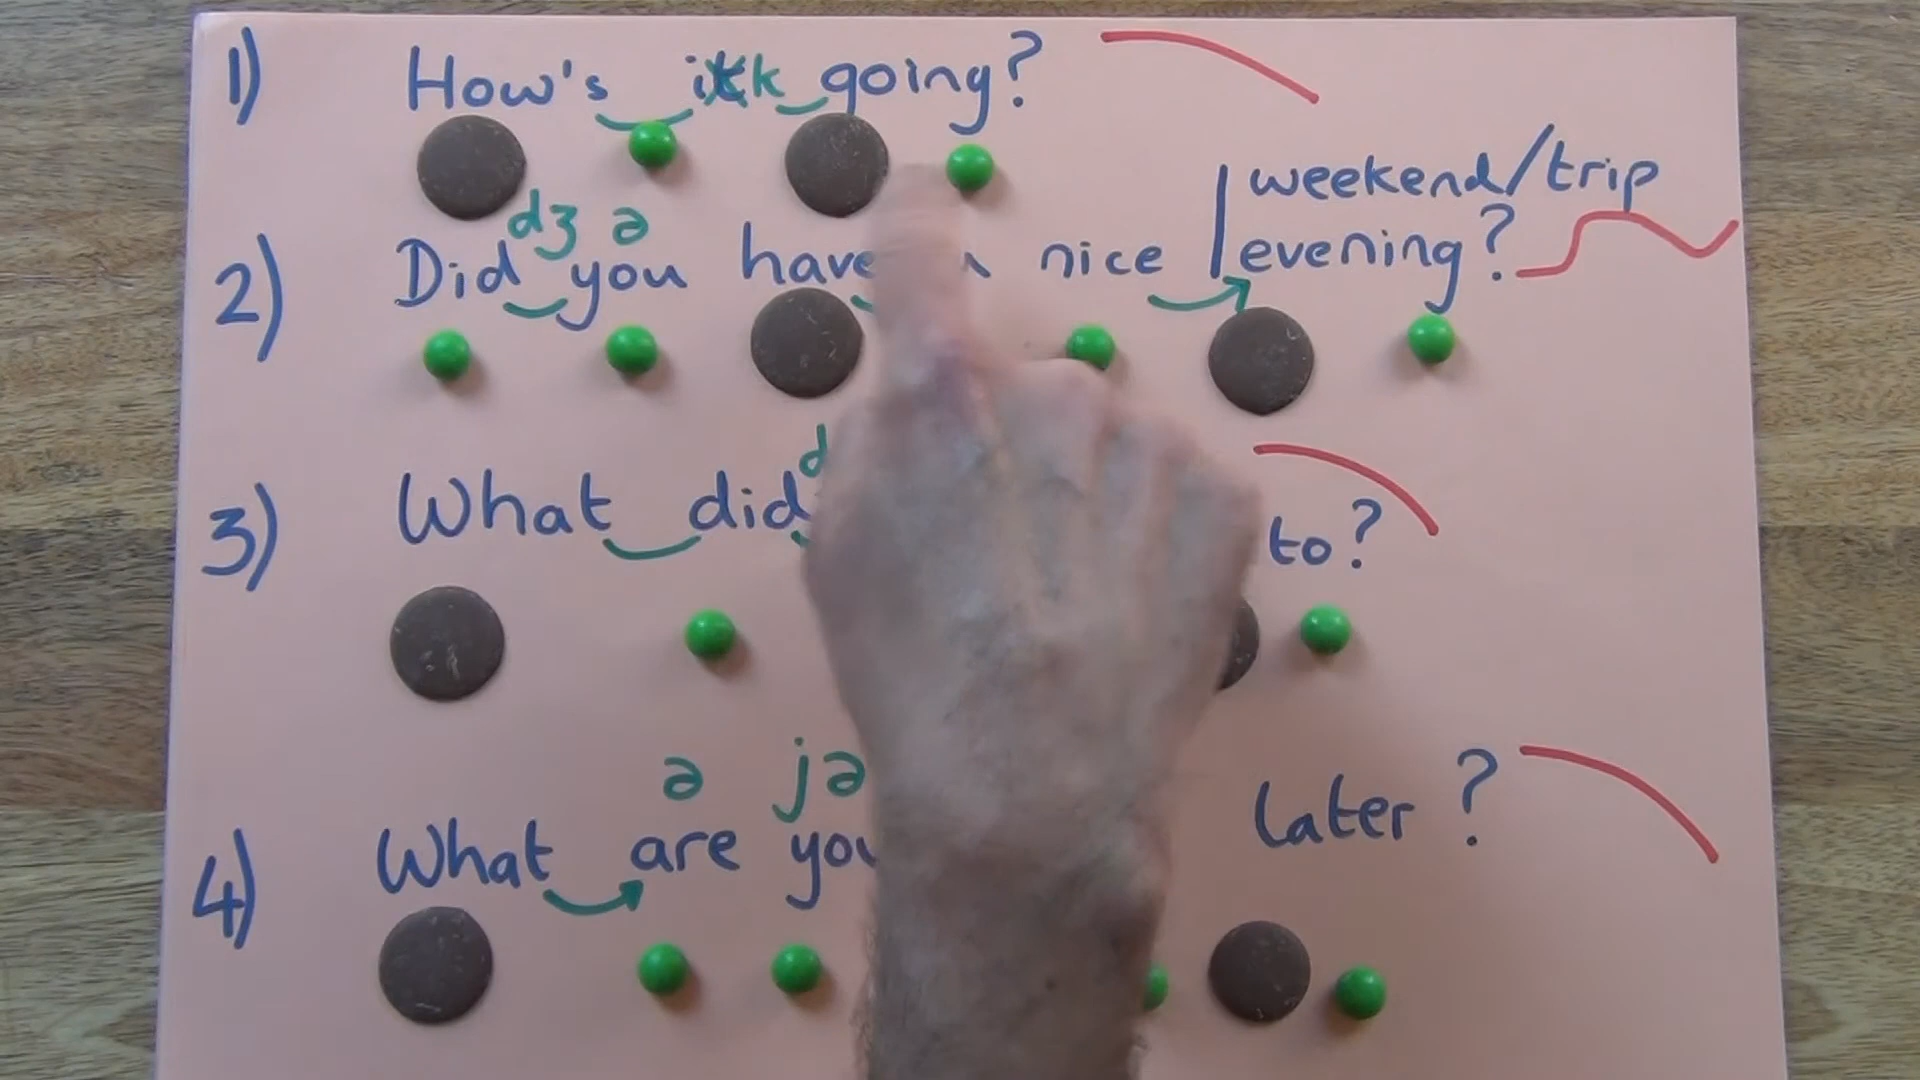 1) How's itk going?
weekend/trip
dʒ ə
2) Did you have nice evening?
d
3) What did to?
ə jə
4) What are you later?